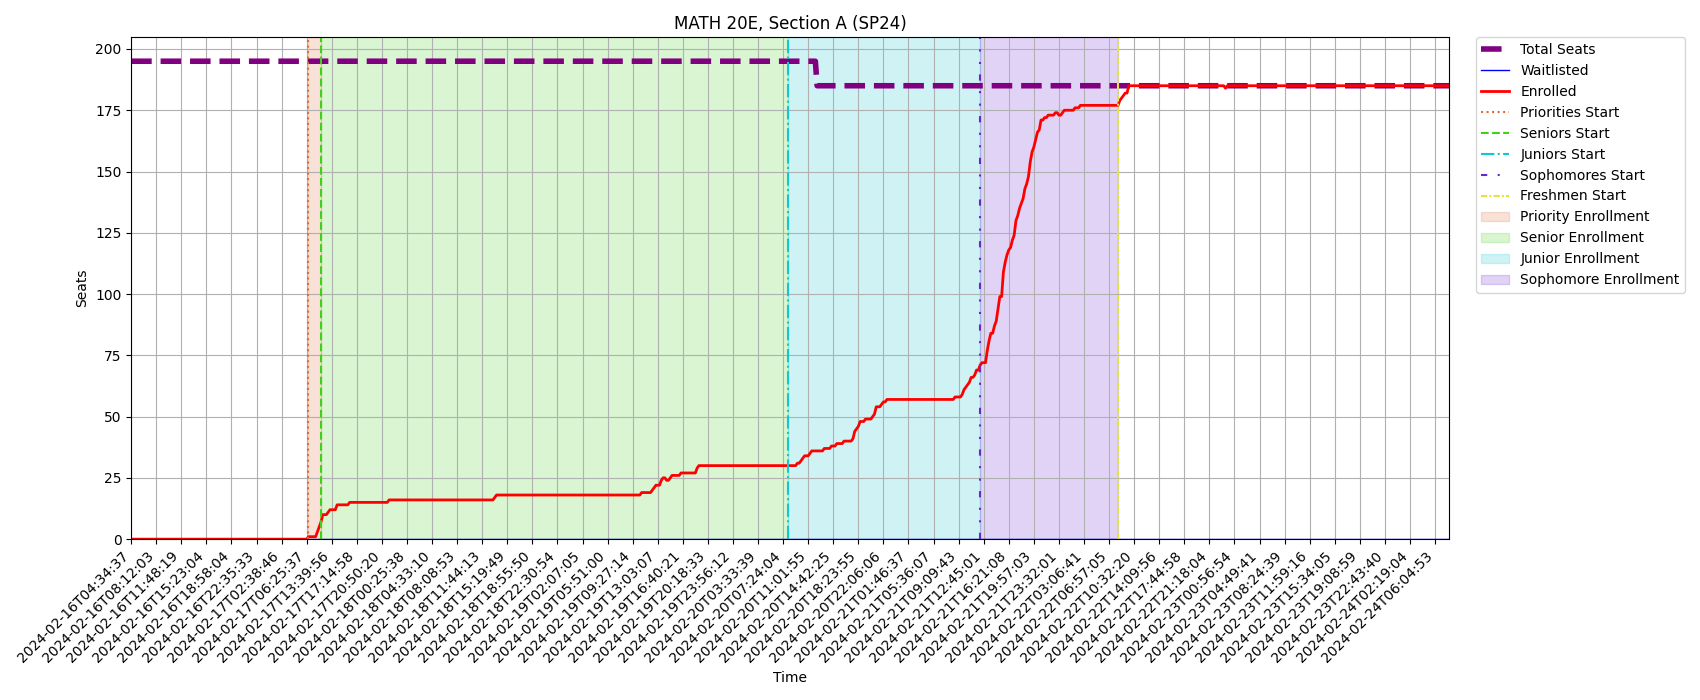 MATH 20E, Section A (SP24)
Seats
200
175
150
125
100
75
50
25
0
2024-02-16T04:34:37
2024-02-16T08:12:03
2024-02-16T11:48:19
2024-02-16T15:23:04
2024-02-16T18:58:04
2024-02-16T22:35:33
2024-02-17T02:38:46
2024-02-17T06:25:37
2024-02-17T13:39:56
2024-02-17T17:14:58
2024-02-17T20:50:20
2024-02-18T00:25:38
2024-02-18T04:33:10
2024-02-18T08:08:53
2024-02-18T11:44:13
2024-02-18T15:19:49
2024-02-18T18:55:50
2024-02-18T22:30:54
2024-02-19T02:07:05
2024-02-19T05:51:00
2024-02-19T09:27:14
2024-02-19T13:03:07
2024-02-19T16:40:21
2024-02-19T20:18:33
2024-02-19T23:56:12
2024-02-20T03:33:39
2024-02-20T07:24:04
2024-02-20T11:01:55
2024-02-20T14:42:25
2024-02-20T18:23:55
2024-02-20T22:06:06
2024-02-21T01:46:37
2024-02-21T05:36:07
2024-02-21T09:09:43
2024-02-21T12:45:01
2024-02-21T16:21:08
2024-02-21T19:57:03
2024-02-21T23:32:01
2024-02-22T03:06:41
2024-02-22T06:57:05
2024-02-22T10:32:20
2024-02-22T14:09:56
2024-02-22T17:44:58
2024-02-22T21:18:04
2024-02-23T00:56:54
2024-02-23T04:49:41
2024-02-23T08:24:39
2024-02-23T11:59:16
2024-02-23T15:34:05
2024-02-23T19:08:59
2024-02-23T22:43:40
2024-02-24T02:19:04
2024-02-24T06:04:53
Time
Total Seats
Waitlisted
Enrolled
Priorities Start
Seniors Start
Juniors Start
Sophomores Start
Freshmen Start
Priority Enrollment
Senior Enrollment
Junior Enrollment
Sophomore Enrollment